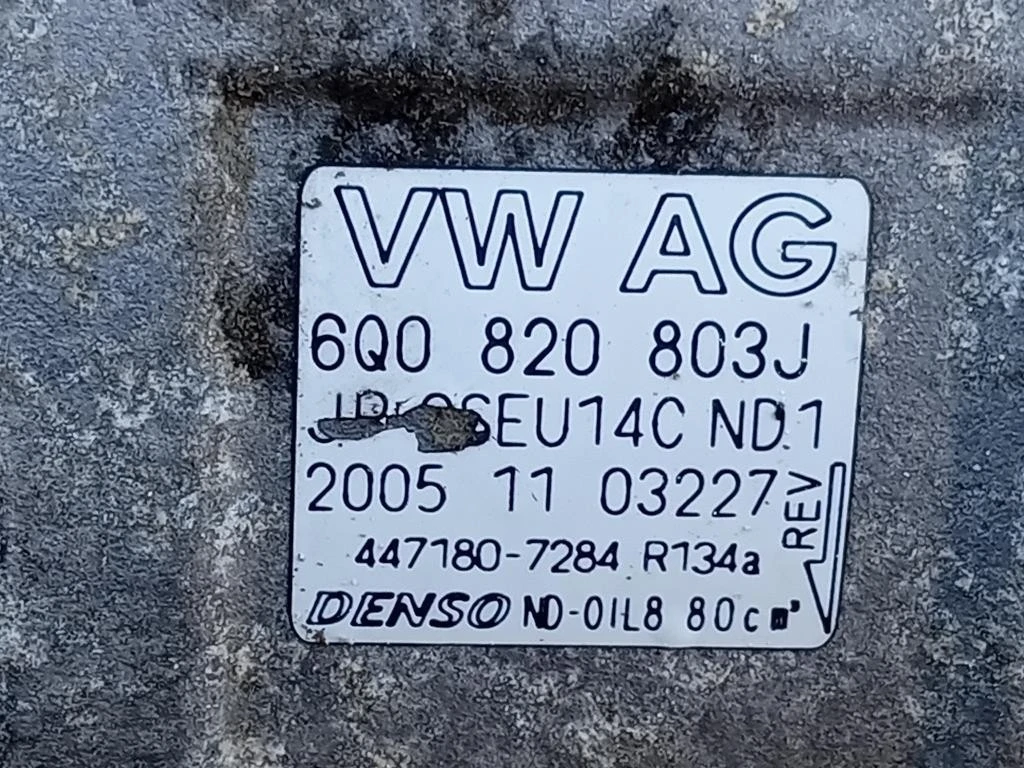 VW AG
6Q0 820 803J
SEU14C ND1
2005 11 03227
REV
447180-7284 R134a
DENSO ND-OIL8 80cm³